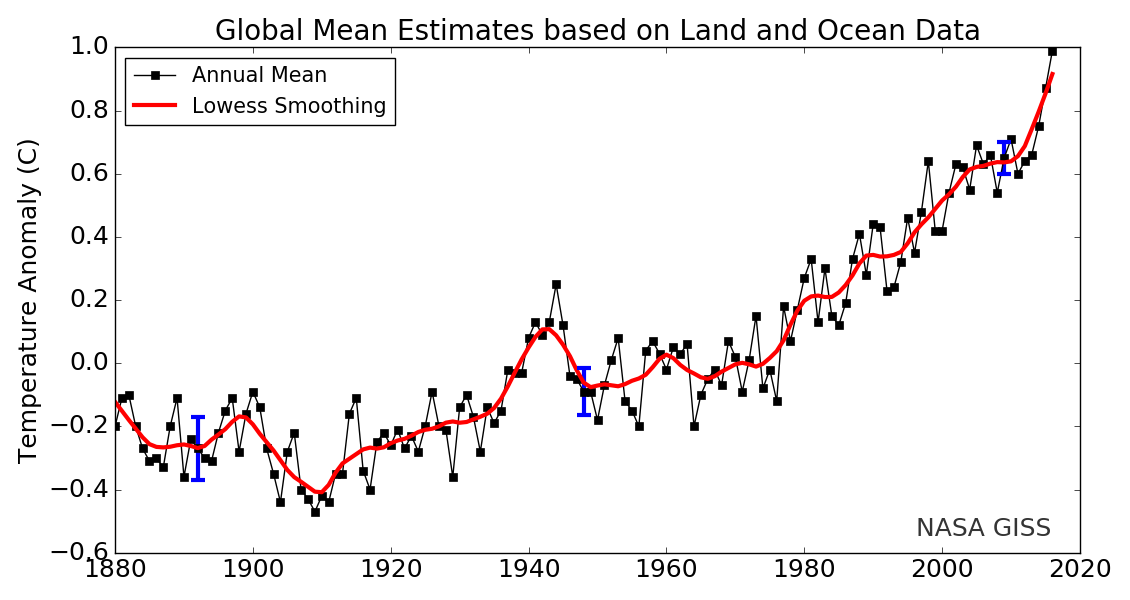 Global Mean Estimates based on Land and Ocean Data
Annual Mean
Lowess Smoothing
Temperature Anomaly (C)
1.0
0.8
0.6
0.4
0.2
0.0
−0.2
−0.4
−0.6
NASA GISS
1880 1900 1920 1940 1960 1980 2000 2020